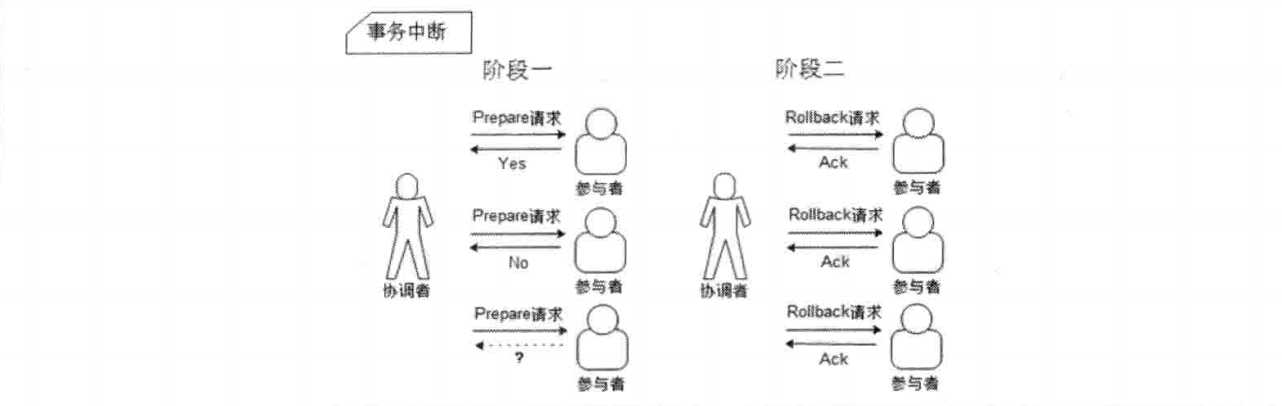 事务中断
阶段一
阶段二
Prepare请求
Yes
参与者
Prepare请求
No
参与者
Prepare请求
?
参与者
协调者
Rollback请求
Ack
参与者
Rollback请求
Ack
参与者
Rollback请求
Ack
参与者
协调者